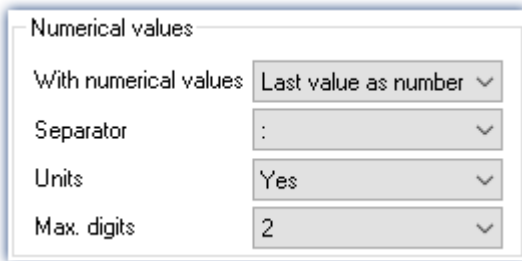 Numerical values
With numerical values Last value as number
Separator :
Units Yes
Max. digits 2